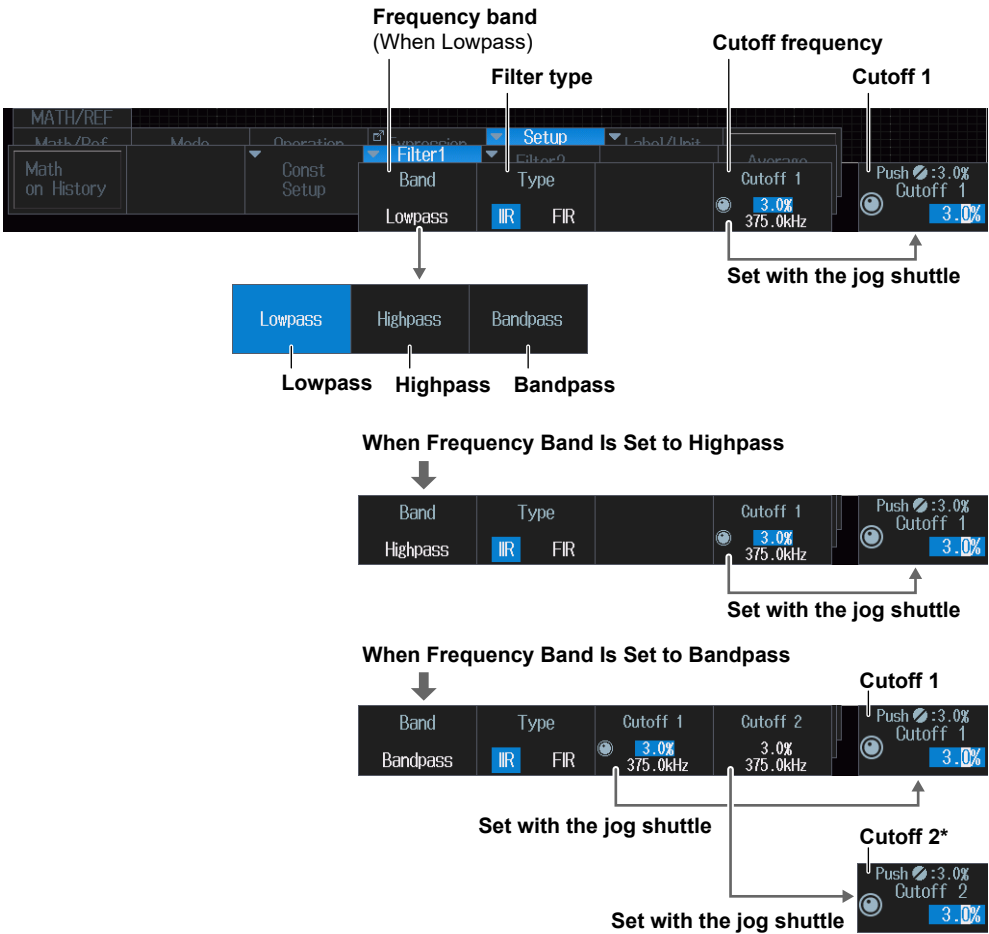 Frequency band
(When Lowpass)
Cutoff frequency
Filter type
Cutoff 1
MATH/REF
Math/Ref
Mode
Operation
Expression
Setup
Label/Unit
Math
on History
Const
Setup
Filter1
Filter2
Average
Band
Type
Cutoff 1
Push :3.0%
Cutoff 1
Lowpass
IIR FIR
3.0%
375.0kHz
3.0%
Set with the jog shuttle
Lowpass Highpass Bandpass
Lowpass Highpass Bandpass
When Frequency Band Is Set to Highpass
Band
Type
Cutoff 1
Push :3.0%
Cutoff 1
Highpass
IIR FIR
3.0%
375.0kHz
3.0%
Set with the jog shuttle
When Frequency Band Is Set to Bandpass
Cutoff 1
Band
Type
Cutoff 1
Cutoff 2
Push :3.0%
Cutoff 1
Bandpass
IIR FIR
3.0%
375.0kHz
3.0%
375.0kHz
3.0%
Set with the jog shuttle
Cutoff 2*
Push :3.0%
Cutoff 2
3.0%
Set with the jog shuttle